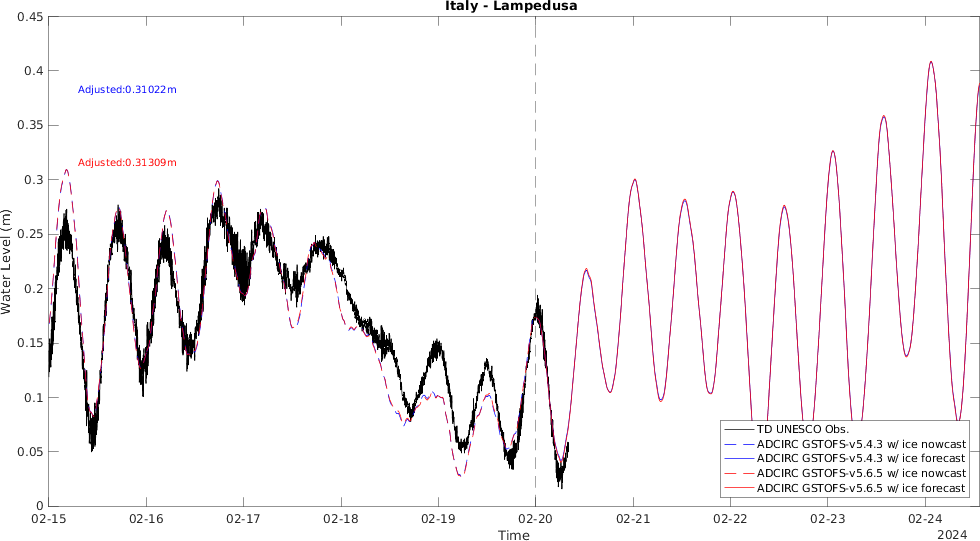 Italy - Lampedusa
0.45
0.4
0.35
0.3
0.25
0.2
0.15
0.1
0.05
0
Water Level (m)
Adjusted:0.31022m
Adjusted:0.31309m
TD UNESCO Obs.
ADCIRC GSTOFS-v5.4.3 w/ ice nowcast
ADCIRC GSTOFS-v5.4.3 w/ ice forecast
ADCIRC GSTOFS-v5.6.5 w/ ice nowcast
ADCIRC GSTOFS-v5.6.5 w/ ice forecast
02-15 02-16 02-17 02-18 02-19 02-20 02-21 02-22 02-23 02-24
Time
2024